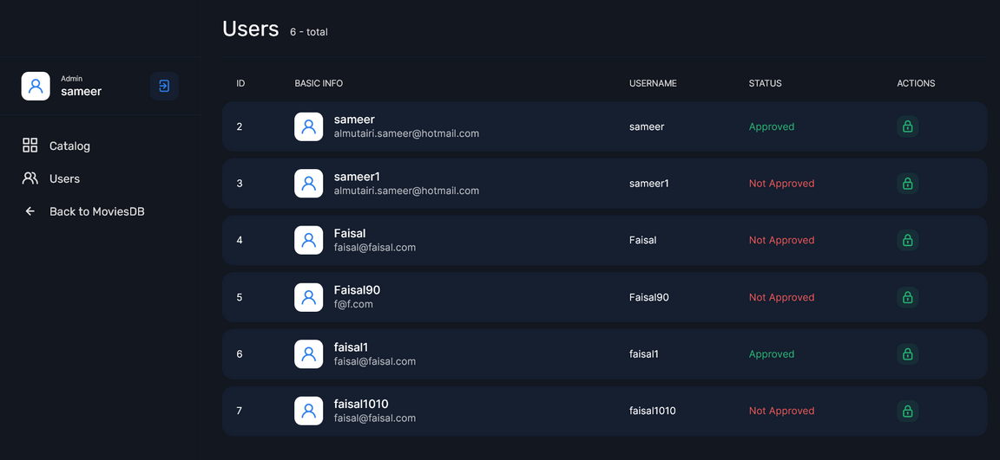 Users 6 - total
Admin
sameer
Catalog
Users
Back to MoviesDB
ID BASIC INFO USERNAME STATUS ACTIONS
2 sameer sameer Approved
almutairi.sameer@hotmail.com
3 sameer1 sameer1 Not Approved
almutairi.sameer@hotmail.com
4 Faisal Faisal Not Approved
faisal@faisal.com
5 Faisal90 Faisal90 Not Approved
f@f.com
6 faisal1 faisal1 Approved
faisal@faisal.com
7 faisal1010 faisal1010 Not Approved
faisal@faisal.com